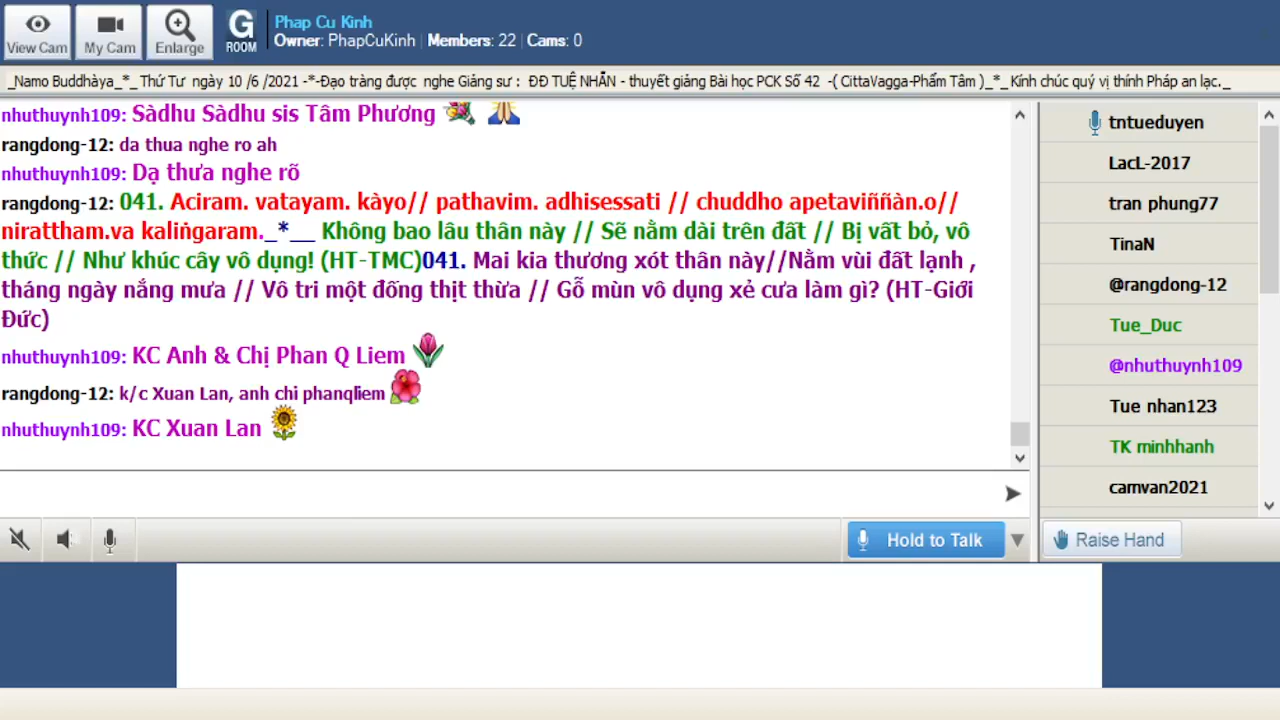 View Cam
My Cam
Enlarge
G
ROOM
Phap Cu Kinh
Owner: PhapCuKinh | Members: 22 | Cams: 0
_Namo Buddhàya_*_Thứ Tư ngày 10 /6 /2021 -*-Đạo tràng được nghe Giảng sư : ĐĐ TUỆ NHẪN - thuyết giảng Bài học PCK Số 42 -( CittaVagga-Phẩm Tâm )_*_Kính chúc quý vị thính Pháp an lạc._
nhuthuynh109: Sàdhu Sàdhu sis Tâm Phương
rangdong-12: da thua nghe ro ah
nhuthuynh109: Dạ thưa nghe rõ
rangdong-12: 041. Aciram. vatayam. kàyo// pathavim. adhisessati // chuddho apetaviññàn.o//
nirattham.va kaliṅgaram._*__ Không bao lâu thân này // Sẽ nằm dài trên đất // Bị vất bỏ, vô
thức // Như khúc cây vô dụng! (HT-TMC)041. Mai kia thương xót thân này//Nằm vùi đất lạnh ,
tháng ngày nắng mưa // Vô tri một đống thịt thừa // Gỗ mùn vô dụng xẻ cưa làm gì? (HT-Giới
Đức)
nhuthuynh109: KC Anh & Chị Phan Q Liem
rangdong-12: k/c Xuan Lan, anh chi phanqliem
nhuthuynh109: KC Xuan Lan
tntueduyen
LacL-2017
tran phung77
TinaN
@rangdong-12
Tue_Duc
@nhuthuynh109
Tue nhan123
TK minhhanh
camvan2021
Hold to Talk
Raise Hand